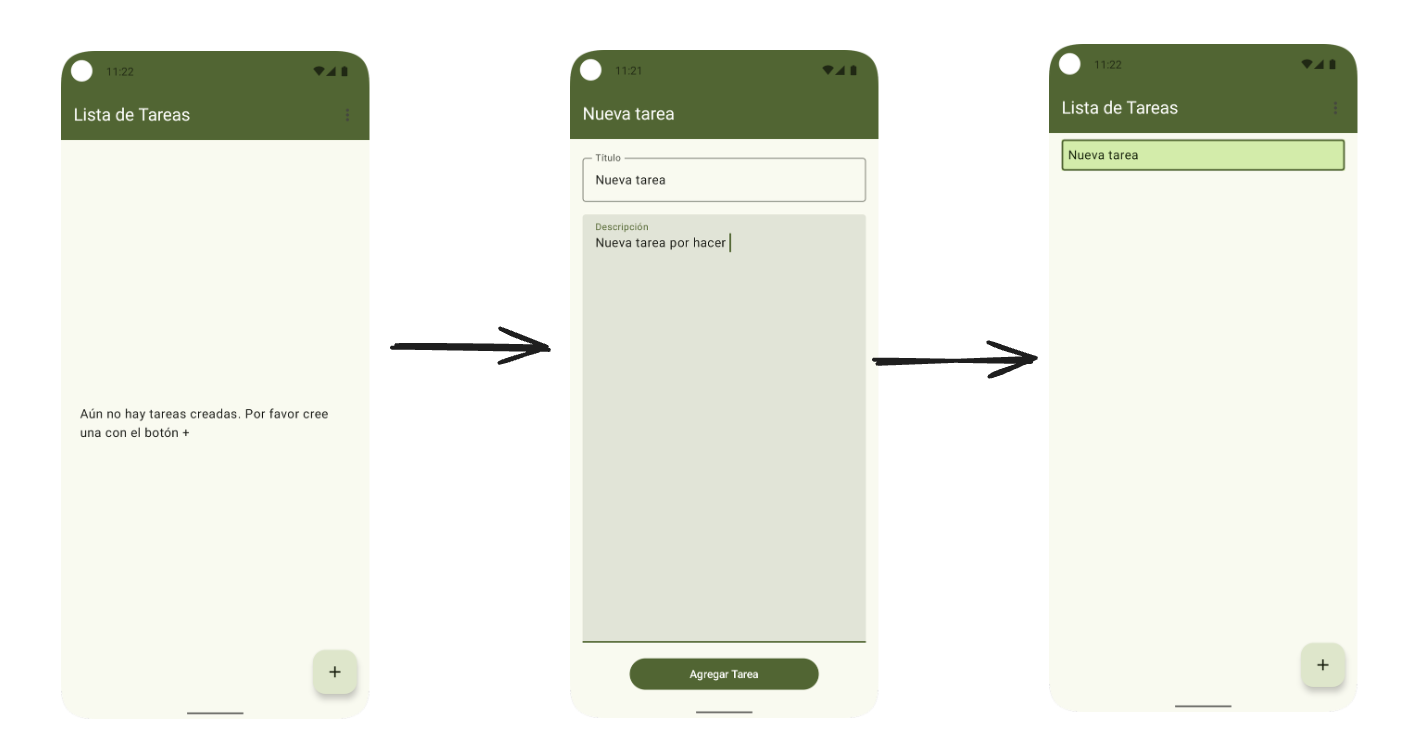 11:22
Lista de Tareas
Aún no hay tareas creadas. Por favor cree
una con el botón +
+
11:21
Nueva tarea
Título
Nueva tarea
Descripción
Nueva tarea por hacer
Agregar Tarea
11:22
Lista de Tareas
Nueva tarea
+